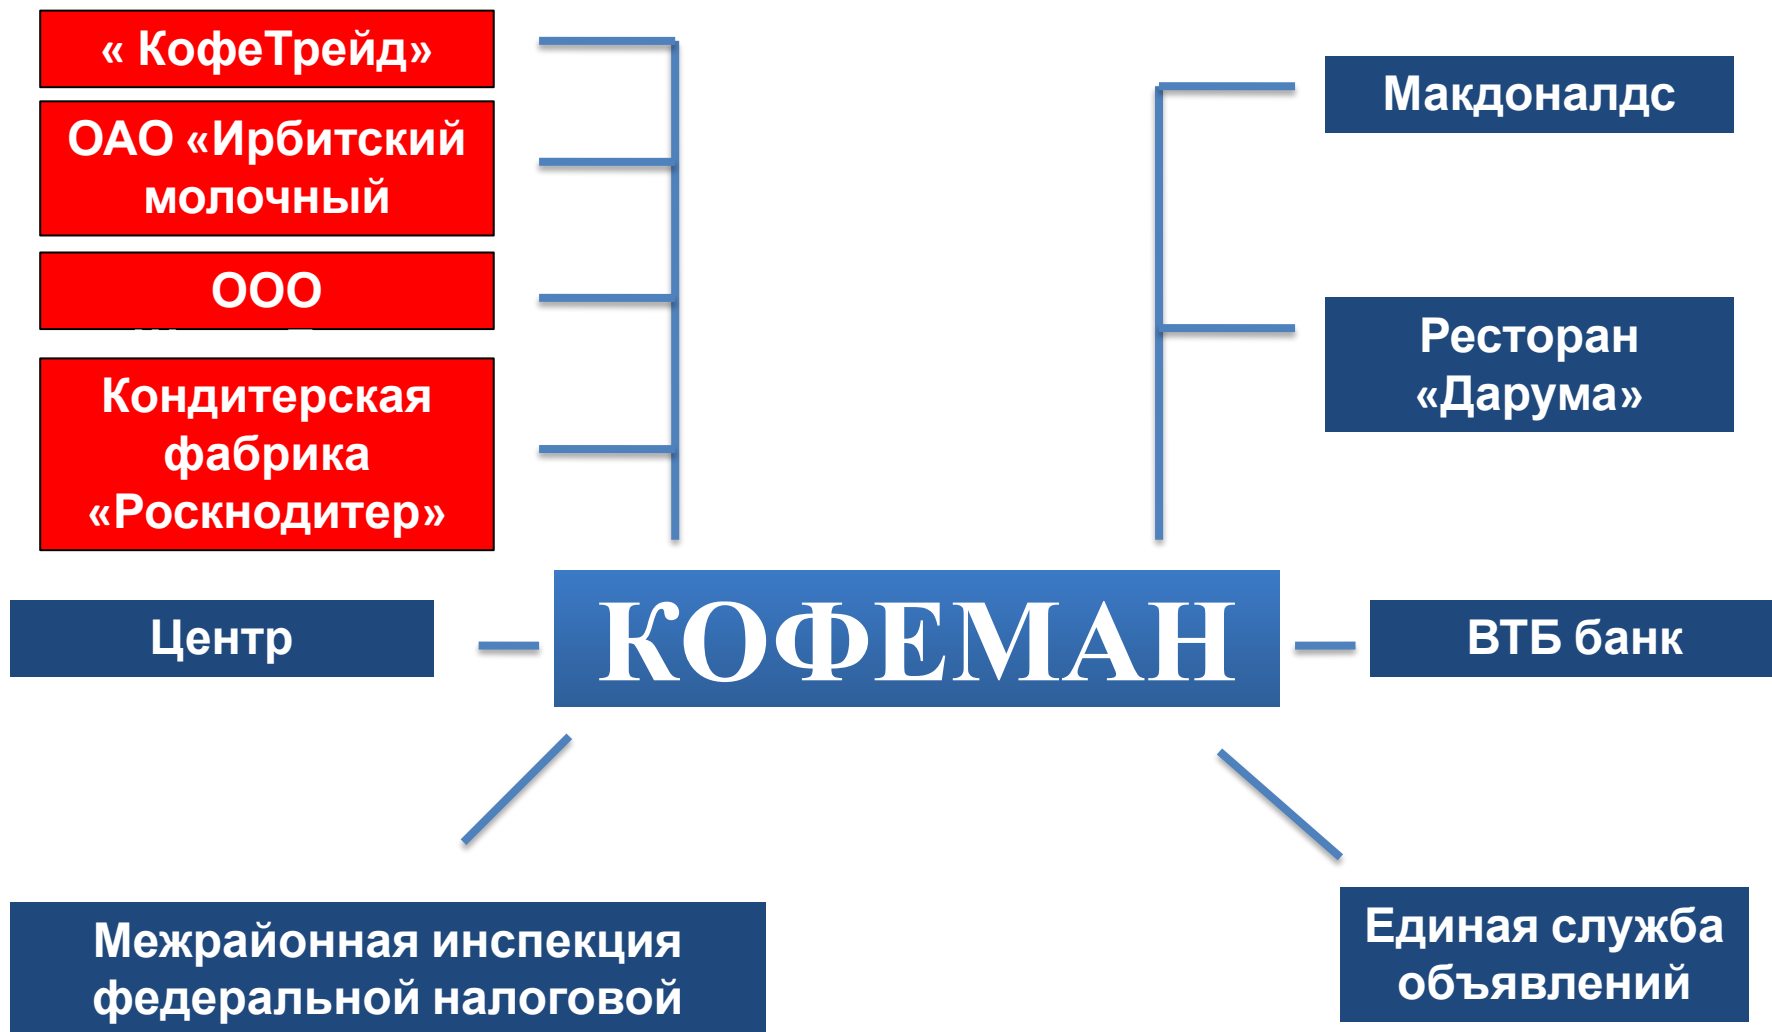 « КофеТрейд»
ОАО «Ирбитский
молочный
ООО
Кондитерская
фабрика
«Роскнодитер»
Макдоналдс
Ресторан
«Дарума»
Центр
КОФЕМАН
ВТБ банк
Межрайонная инспекция
федеральной налоговой
Единая служба
объявлений